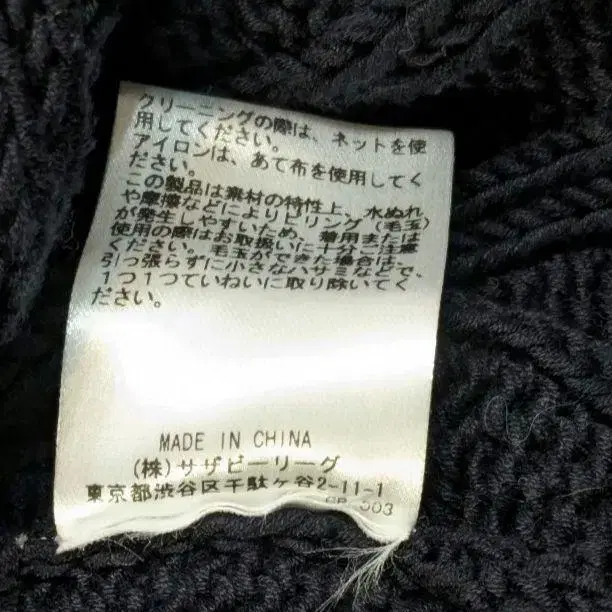 クリーニングの際は、ネットを使
用してください。
アイロンは、あて布を使用してく
ださい。
この製品は素材の特性上、水ぬれ
や摩擦などによりピリング(毛玉)
が発生しやすいため、着用または
使用の際はお取扱いに十分ご注意
ください。毛玉ができた場合は、
引っ張らずに小さなハサミなどで、
1つ1つていねいに取り除いてく
ださい。
MADE IN CHINA
(株)サザビーリーグ
東京都渋谷区千駄ヶ谷2-11-1
003